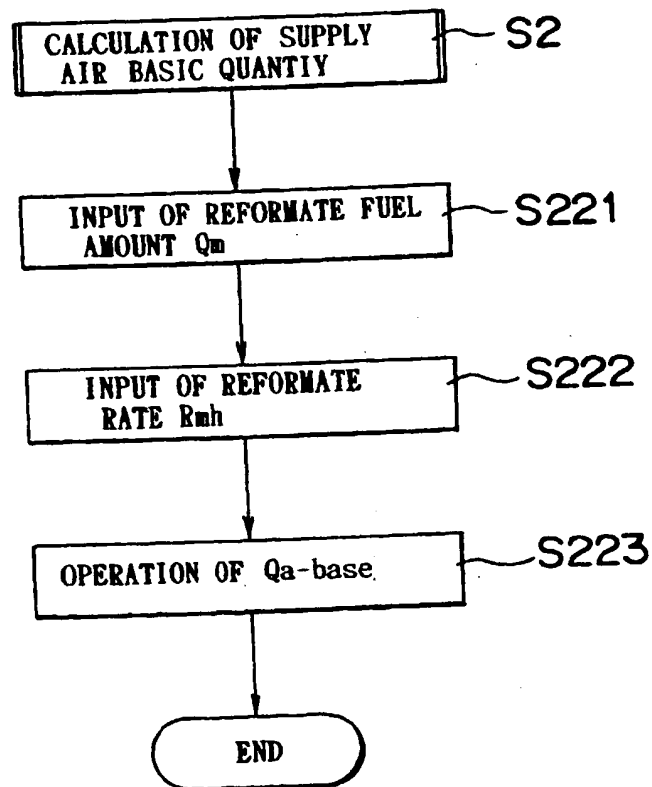 CALCULATION OF SUPPLY
AIR BASIC QUANTIY
S2
INPUT OF REFORMATE FUEL
AMOUNT Qm
S221
INPUT OF REFORMATE
RATE Rmh
S222
OPERATION OF Qa-base
S223
END